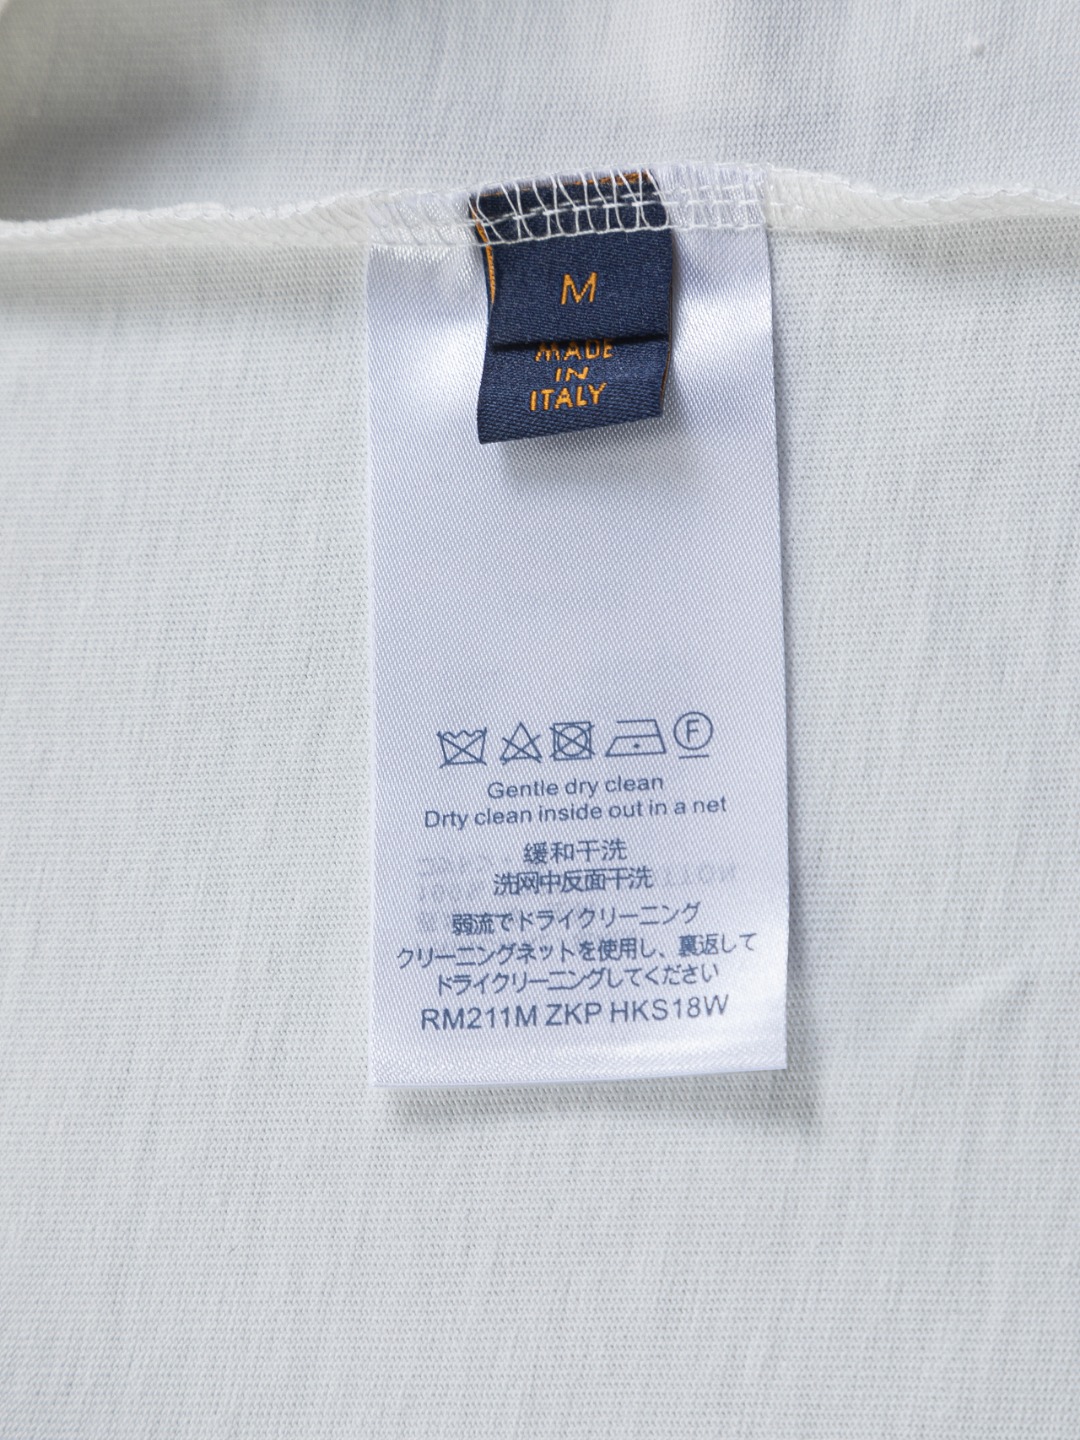 M
MADE
IN
ITALY
F
Gentle dry clean
Drty clean inside out in a net
缓和干洗
洗网中反面干洗
弱流でドライクリーニング
クリーニングネットを使用し、裏返して
ドライクリーニングしてください
RM211M ZKP HKS18W